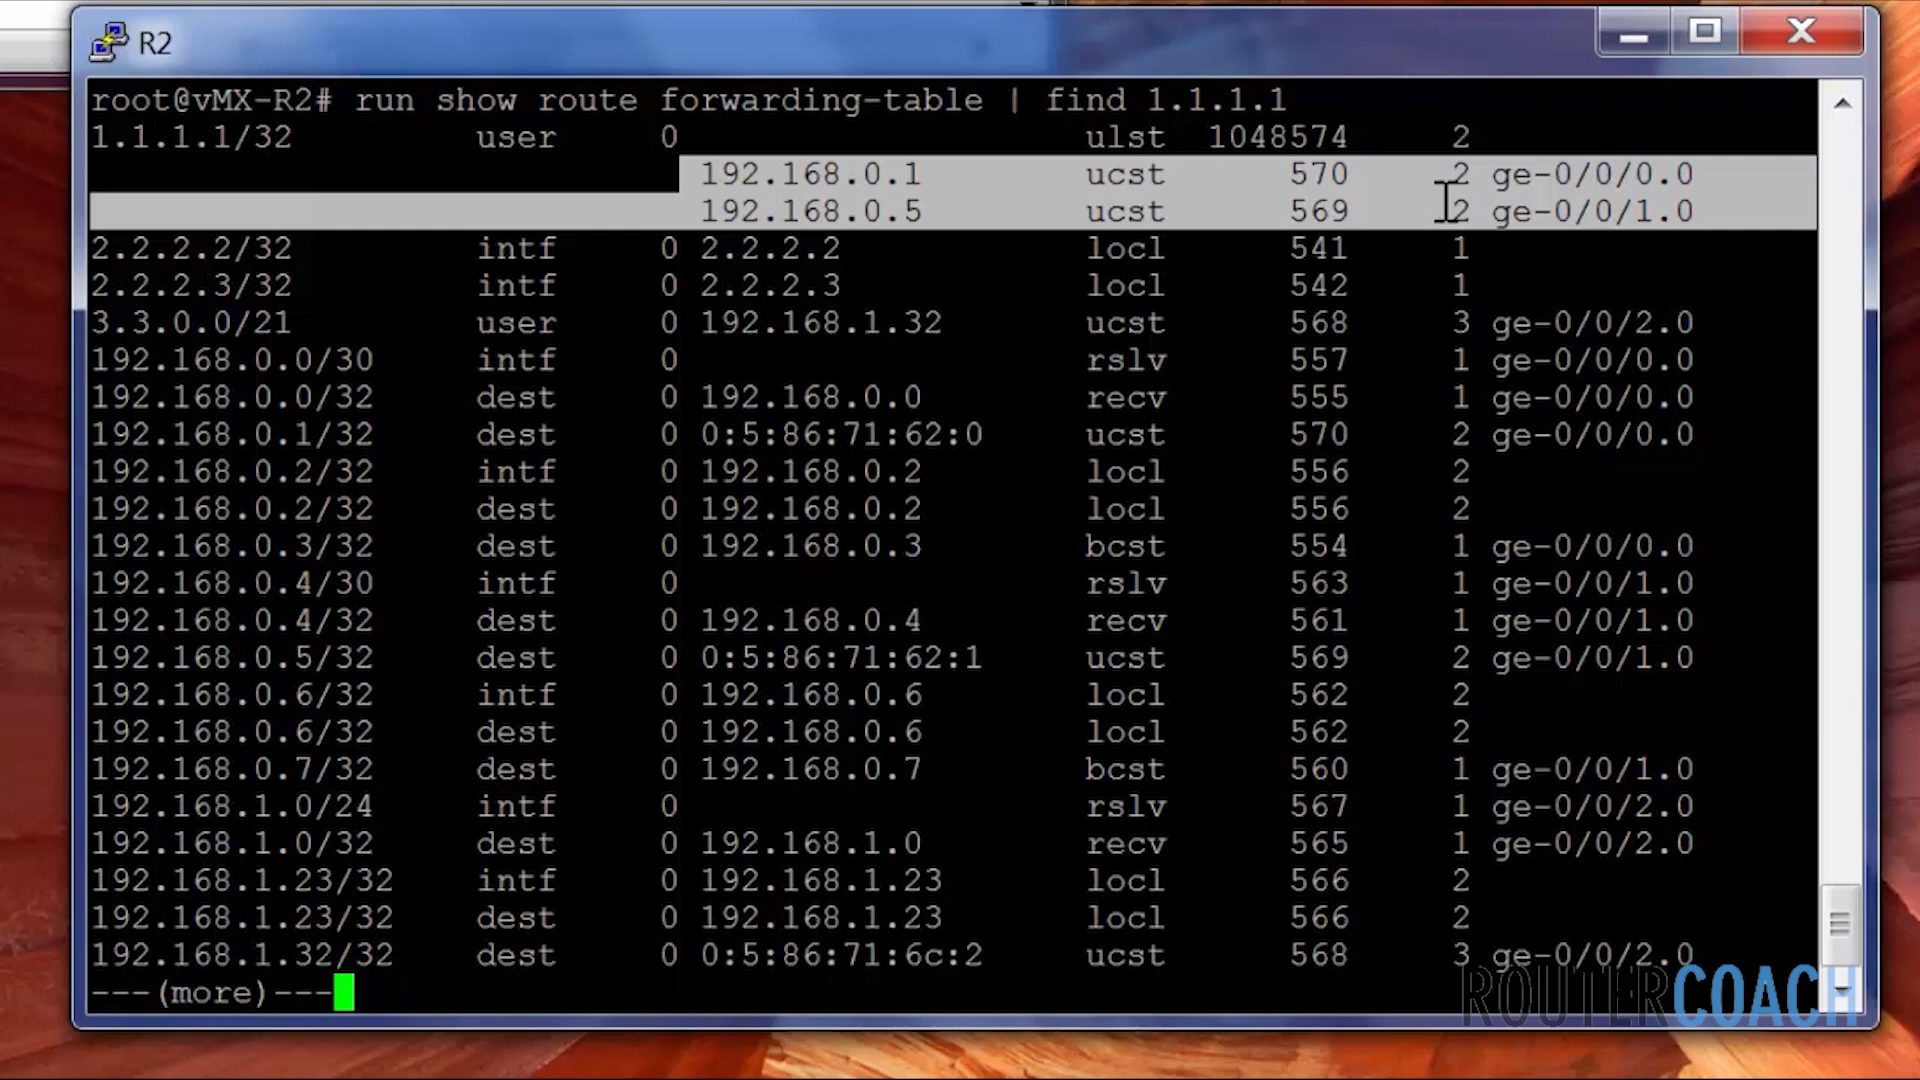 R2
root@vMX-R2# run show route forwarding-table | find 1.1.1.1
1.1.1.1/32 user 0 ulst 1048574 2
192.168.0.1 ucst 570 2 ge-0/0/0.0
192.168.0.5 ucst 569 2 ge-0/0/1.0
2.2.2.2/32 intf 0 2.2.2.2 locl 541 1
2.2.2.3/32 intf 0 2.2.2.3 locl 542 1
3.3.0.0/21 user 0 192.168.1.32 ucst 568 3 ge-0/0/2.0
192.168.0.0/30 intf 0 rslv 557 1 ge-0/0/0.0
192.168.0.0/32 dest 0 192.168.0.0 recv 555 1 ge-0/0/0.0
192.168.0.1/32 dest 0 0:5:86:71:62:0 ucst 570 2 ge-0/0/0.0
192.168.0.2/32 intf 0 192.168.0.2 locl 556 2
192.168.0.2/32 dest 0 192.168.0.2 locl 556 2
192.168.0.3/32 dest 0 192.168.0.3 bcst 554 1 ge-0/0/0.0
192.168.0.4/30 intf 0 rslv 563 1 ge-0/0/1.0
192.168.0.4/32 dest 0 192.168.0.4 recv 561 1 ge-0/0/1.0
192.168.0.5/32 dest 0 0:5:86:71:62:1 ucst 569 2 ge-0/0/1.0
192.168.0.6/32 intf 0 192.168.0.6 locl 562 2
192.168.0.6/32 dest 0 192.168.0.6 locl 562 2
192.168.0.7/32 dest 0 192.168.0.7 bcst 560 1 ge-0/0/1.0
192.168.1.0/24 intf 0 rslv 567 1 ge-0/0/2.0
192.168.1.0/32 dest 0 192.168.1.0 recv 565 1 ge-0/0/2.0
192.168.1.23/32 intf 0 192.168.1.23 locl 566 2
192.168.1.23/32 dest 0 192.168.1.23 locl 566 2
192.168.1.32/32 dest 0 0:5:86:71:6c:2 ucst 568 3 ge-0/0/2.0
---(more)---
ROUTERCOACH